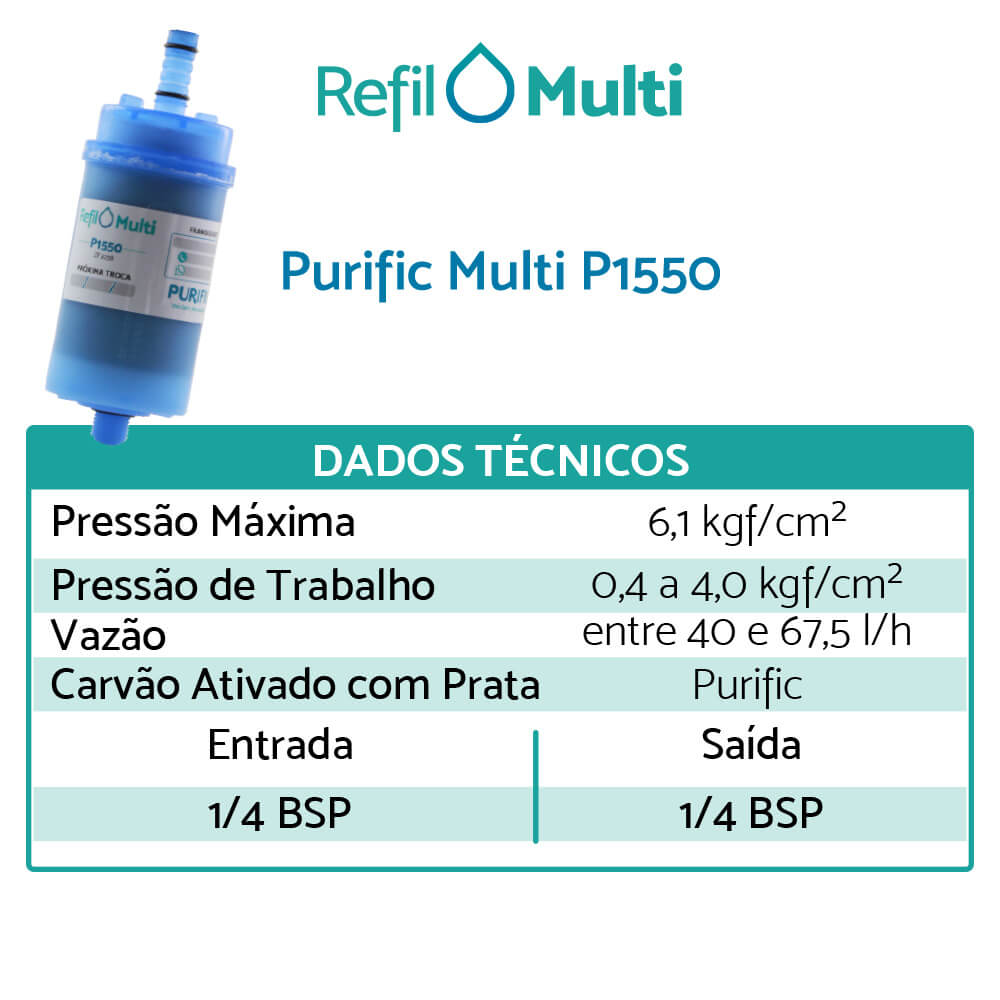 Refil Multi
Refil Multi
P1550
PRÓXIMA TROCA
/ /
Purific Multi P1550
DADOS TÉCNICOS
Pressão Máxima 6,1 kgf/cm²
Pressão de Trabalho 0,4 a 4,0 kgf/cm²
Vazão entre 40 e 67,5 l/h
Carvão Ativado com Prata Purific
Entrada Saída
1/4 BSP 1/4 BSP